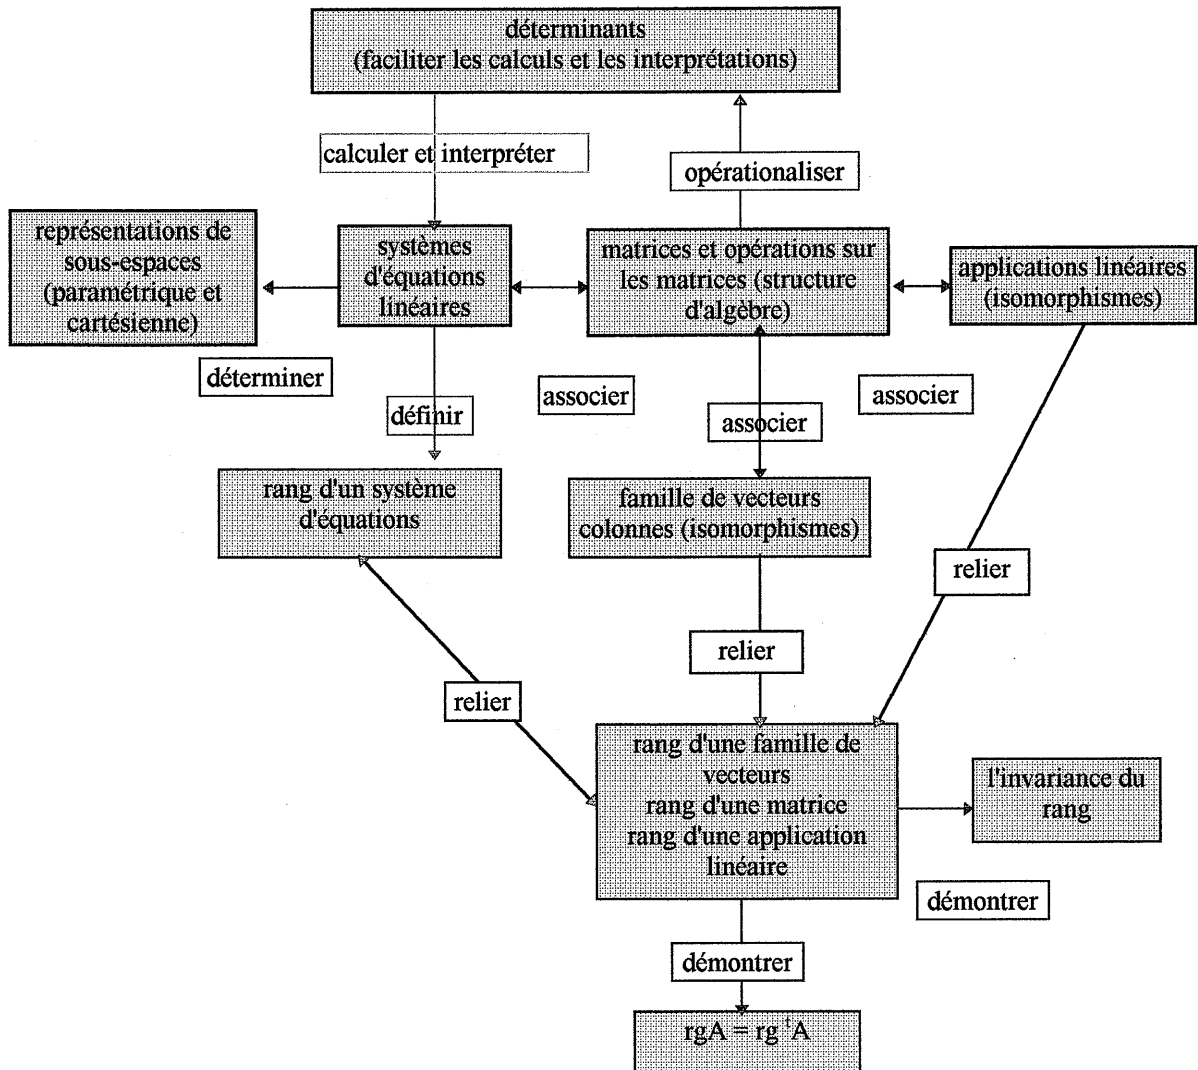 déterminants
(faciliter les calculs et les interprétations)
calculer et interpréter
opérationaliser
représentations de
sous-espaces
(paramétrique et
cartésienne)
systèmes
d'équations
linéaires
matrices et opérations sur
les matrices (structure
d'algèbre)
applications linéaires
(isomorphismes)
déterminer
définir
associer
associer
associer
rang d'un système
d'équations
famille de vecteurs
colonnes (isomorphismes)
relier
relier
relier
rang d'une famille de
vecteurs
rang d'une matrice
rang d'une application
linéaire
l'invariance du
rang
démontrer
démontrer
rgA = rg ᵗA